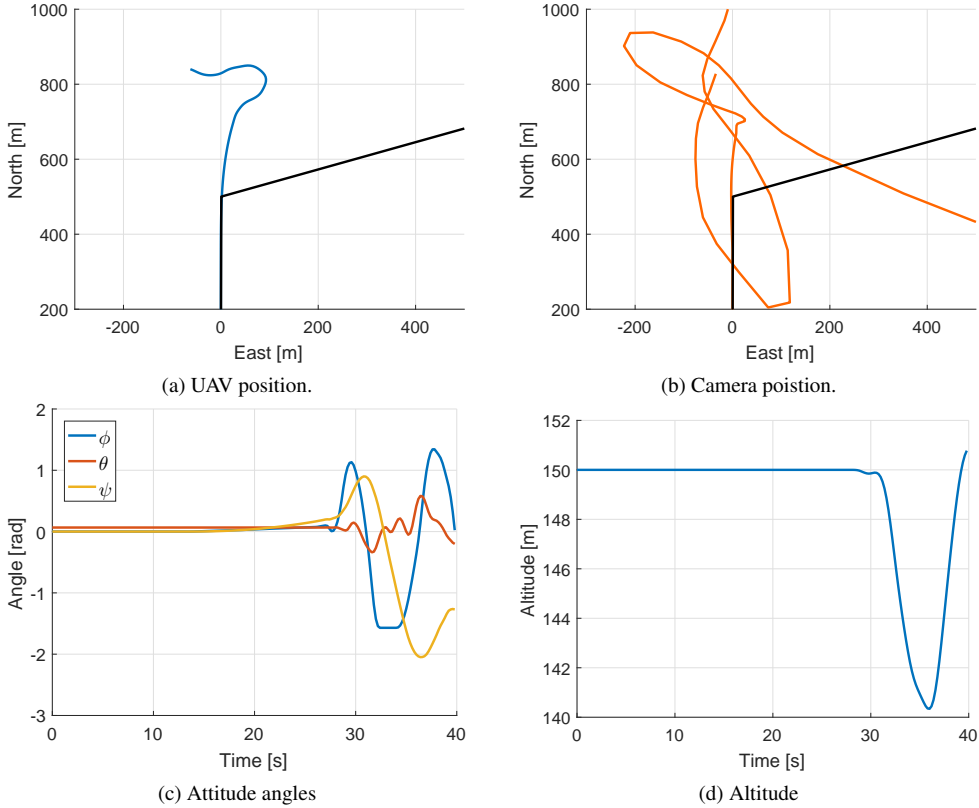 1000
800
600
400
200
North [m]
-200 0 200 400
East [m]
(a) UAV position.
1000
800
600
400
200
North [m]
-200 0 200 400
East [m]
(b) Camera poistion.
2
1
0
-1
-2
-3
Angle [rad]
ϕ
θ
ψ
0 10 20 30 40
Time [s]
(c) Attitude angles
152
150
148
146
144
142
140
Altitude [m]
0 10 20 30 40
Time [s]
(d) Altitude